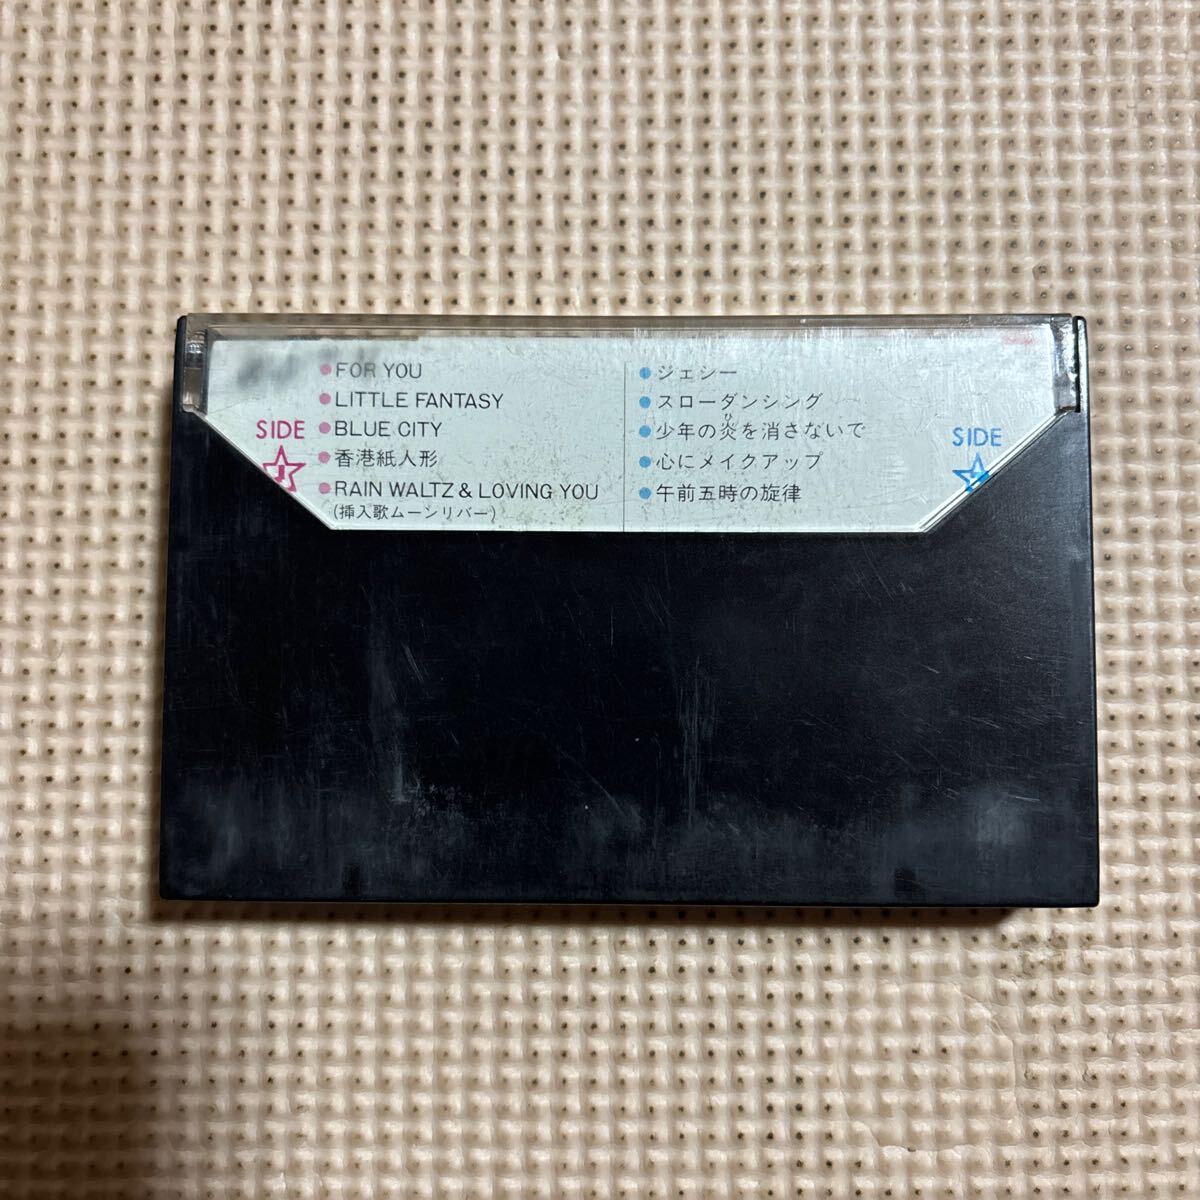 SIDE
1
FOR YOU
LITTLE FANTASY
BLUE CITY
香港紙人形
RAIN WALTZ & LOVING YOU
(挿入歌ムーンリバー)
ジェシー
スローダンシング
ひ
少年の炎を消さないで
心にメイクアップ
午前五時の旋律
SIDE